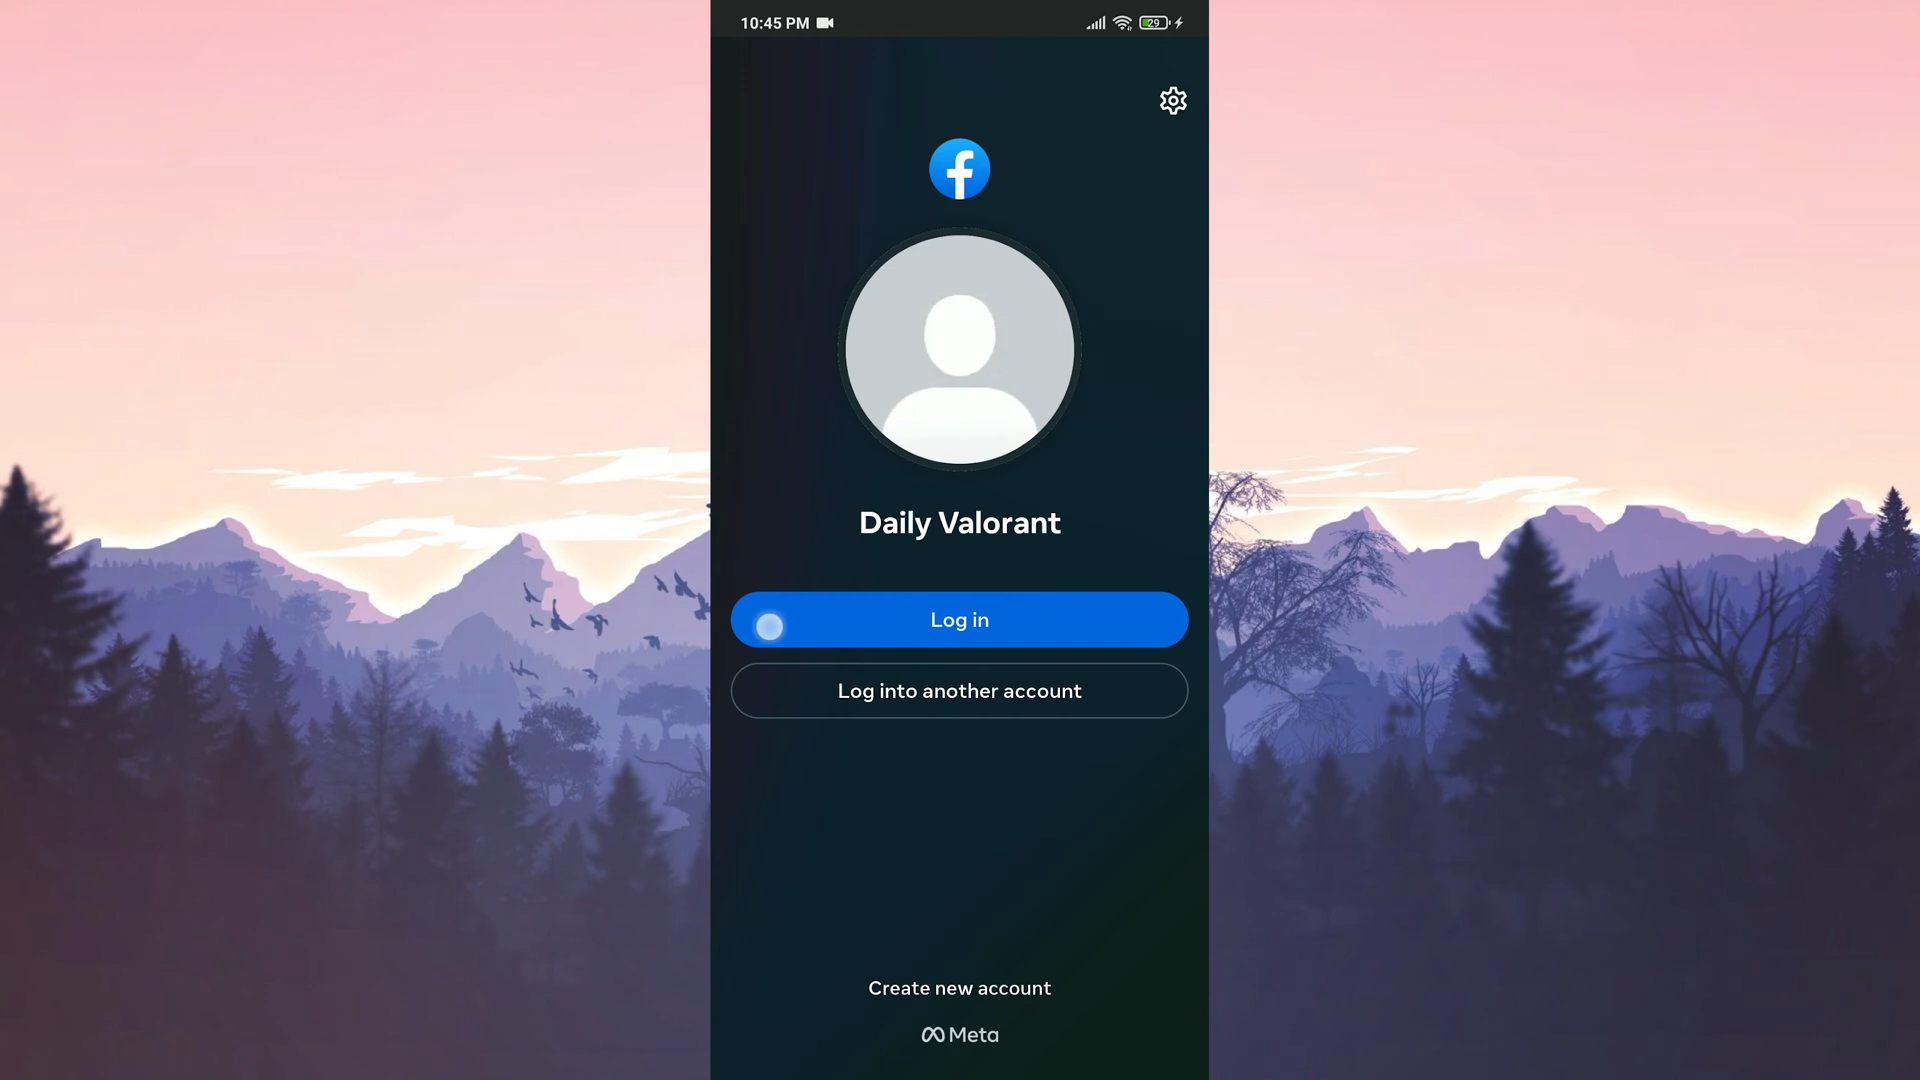 10:45 PM
29
Daily Valorant
Log in
Log into another account
Create new account
Meta